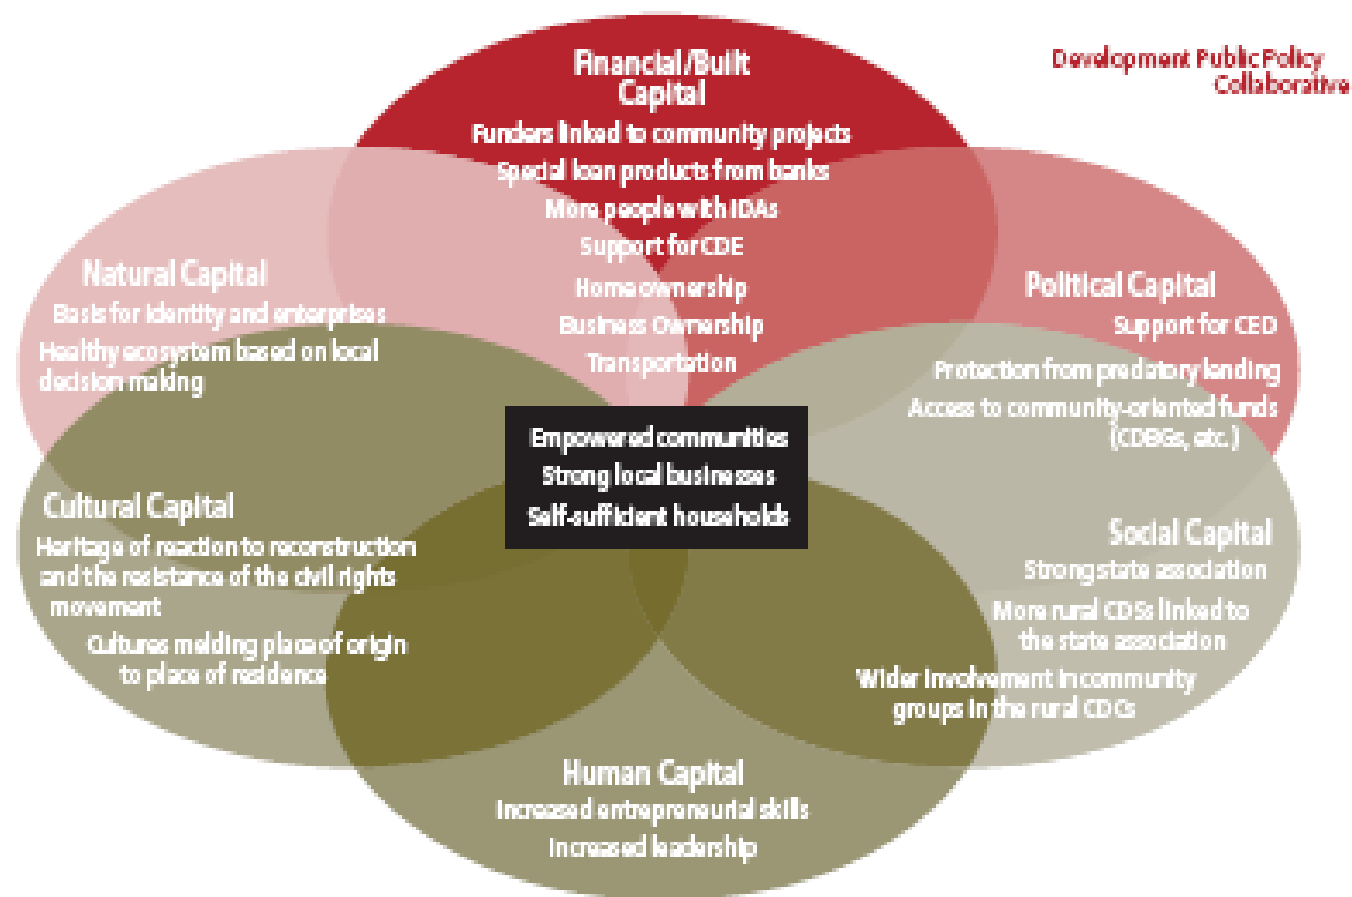 Development Public Policy
Collaborative
Financial/Built
Capital
Funders linked to community projects
Special loan products from banks
More people with IDAs
Support for CDE
Homeownership
Business Ownership
Transportation
Natural Capital
Basis for identity and enterprises
Healthy ecosystem based on local
decision making
Political Capital
Support for CED
Protection from predatory lending
Access to community-oriented funds
(CDBGs, etc.)
Empowered communities
Strong local businesses
Self-sufficient households
Cultural Capital
Heritage of reaction to reconstruction
and the resistance of the civil rights
movement
Cultures melding place of origin
to place of residence
Social Capital
Strong state association
More rural CDSs linked to
the state association
Wider involvement in community
groups in the rural CDCs
Human Capital
Increased entrepreneurial skills
Increased leadership